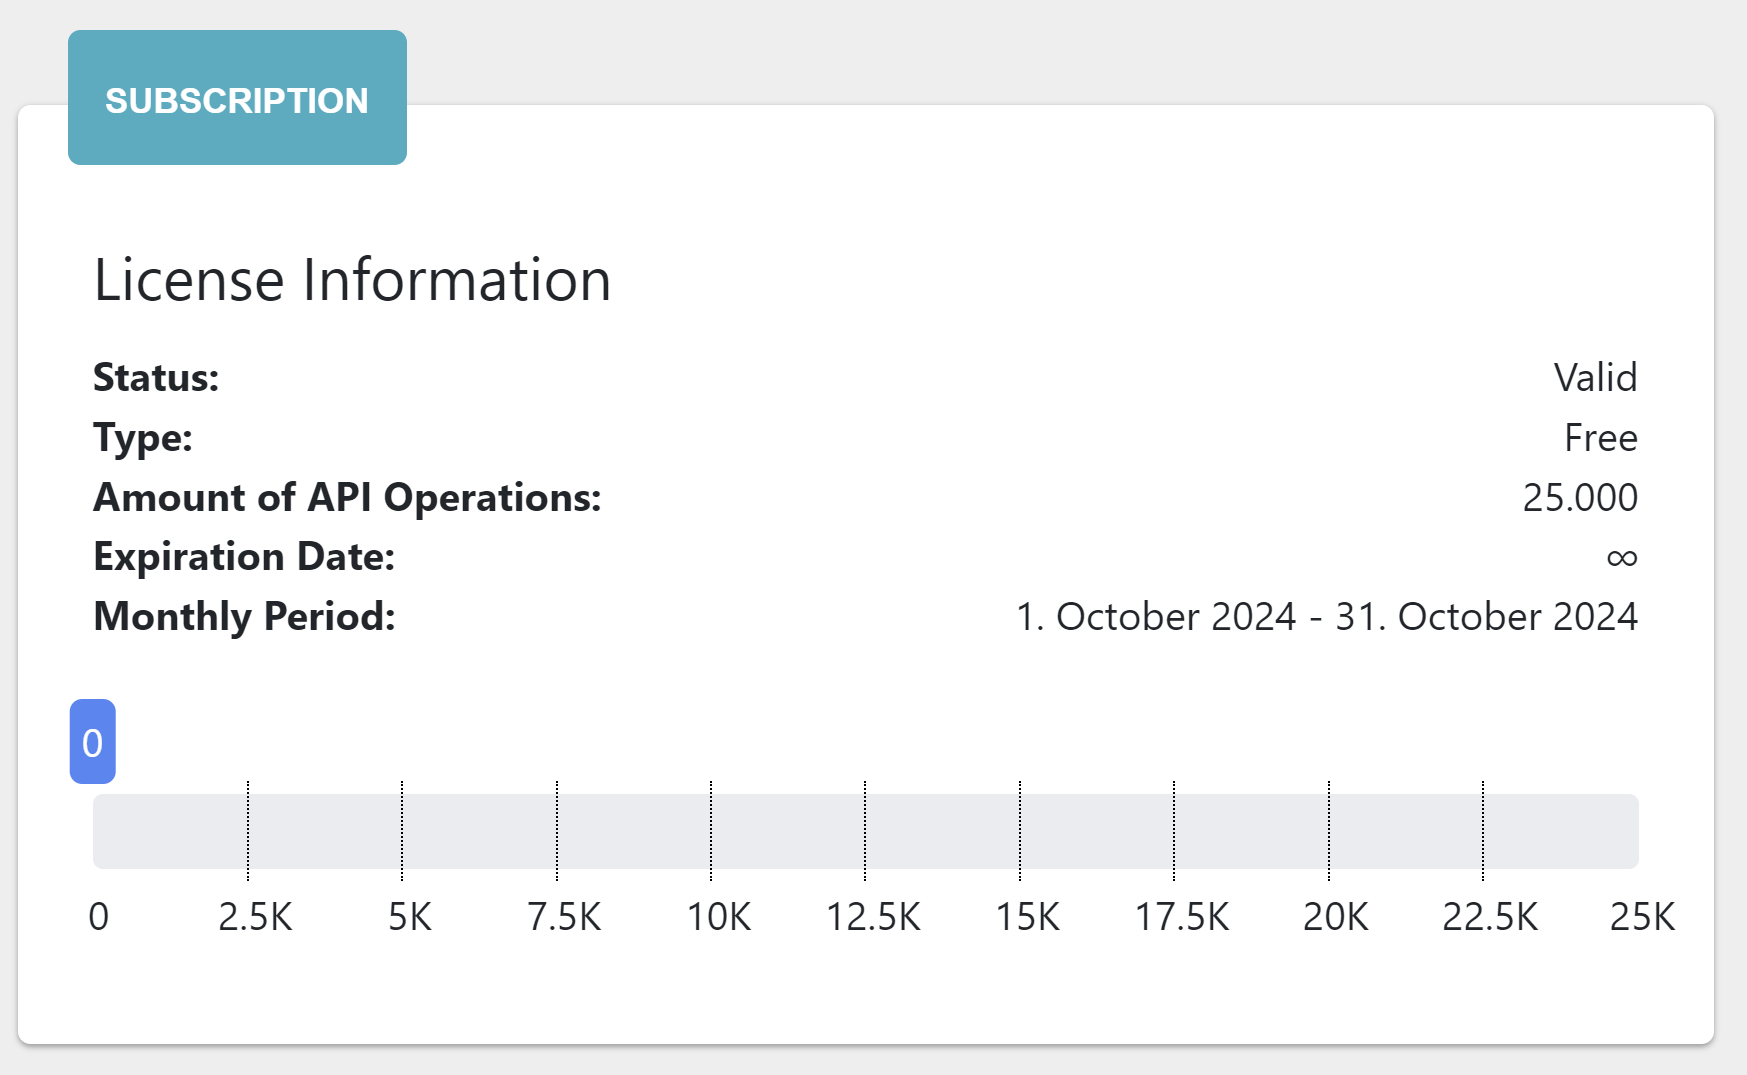 SUBSCRIPTION
License Information
Status: Valid
Type: Free
Amount of API Operations: 25.000
Expiration Date: ∞
Monthly Period: 1. October 2024 - 31. October 2024
0
0 2.5K 5K 7.5K 10K 12.5K 15K 17.5K 20K 22.5K 25K